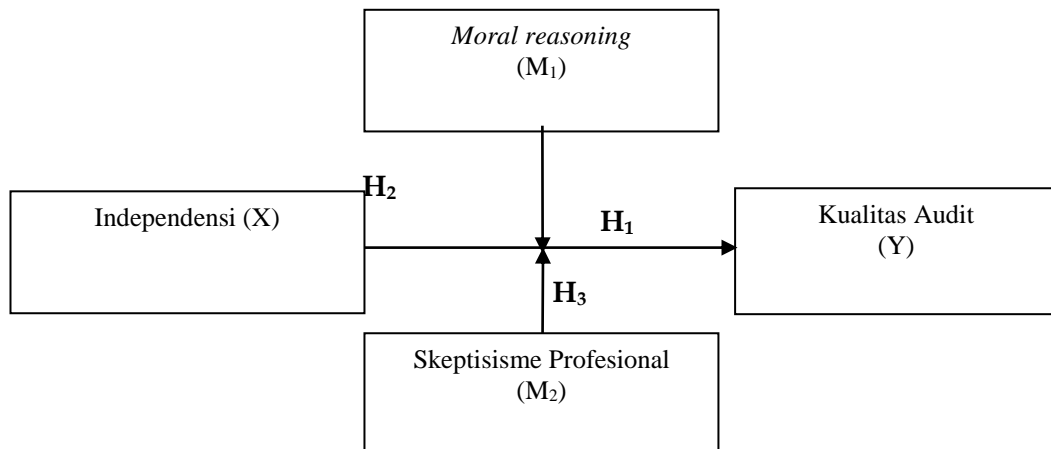 Moral reasoning
(M₁)
H₂
Independensi (X)
H₁
Kualitas Audit
(Y)
H₃
Skeptisisme Profesional
(M₂)